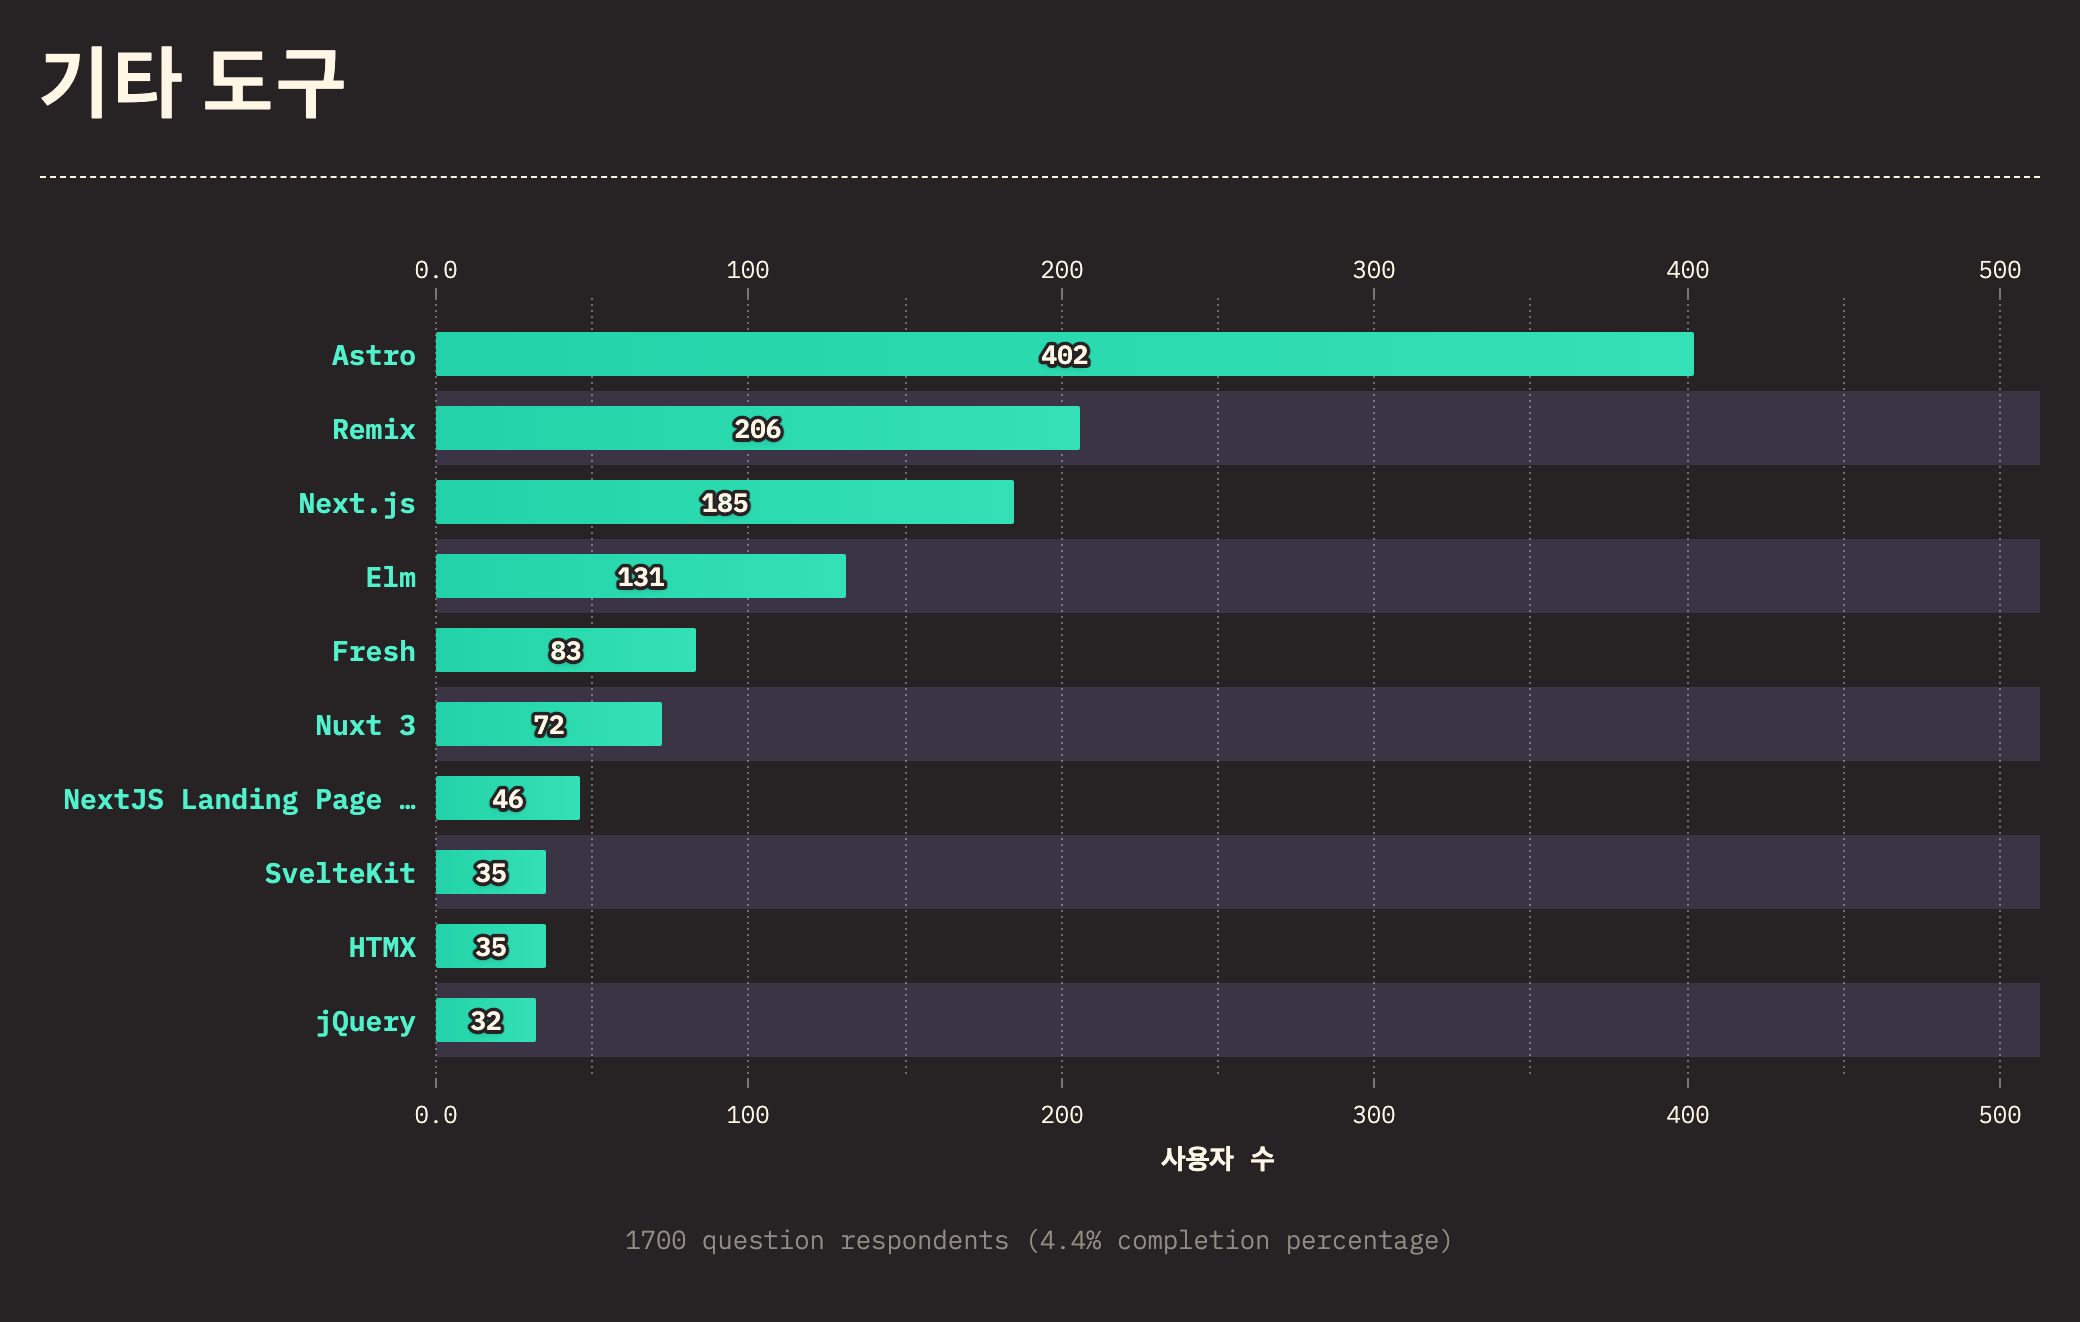 기타 도구
0.0 100 200 300 400 500
Astro 402
Remix 206
Next.js 185
Elm 131
Fresh 83
Nuxt 3 72
NextJS Landing Page … 46
SvelteKit 35
HTMX 35
jQuery 32
0.0 100 200 300 400 500
사용자 수
1700 question respondents (4.4% completion percentage)